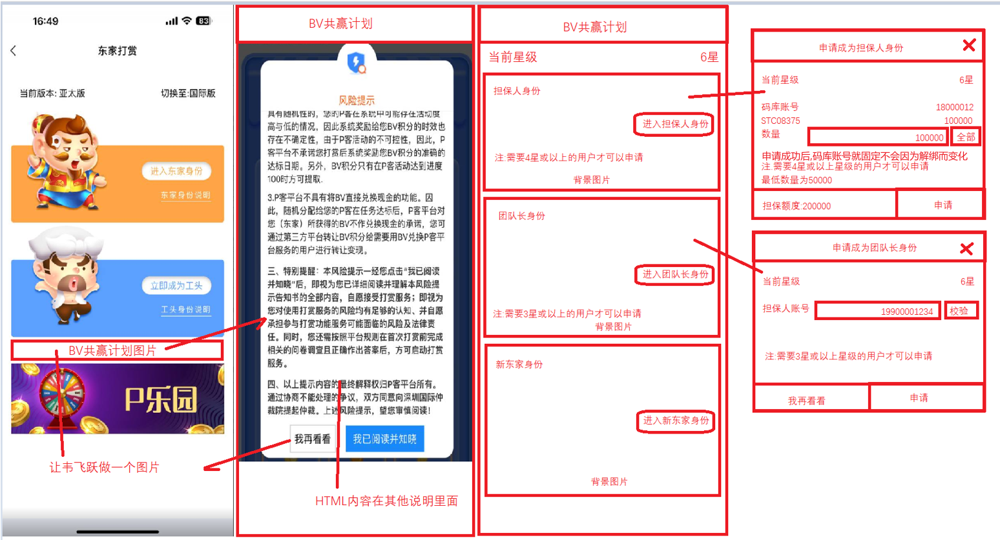 16:49
83
东家打赏
当前版本: 亚太版
切换至:国际版
进入东家身份
东家身份说明
立即成为工头
工头身份说明
BV共赢计划图片
P乐园
让韦飞跃做一个图片
BV共赢计划
风险提示
具有随机性的，您的P客在系统中可能存在活动度
高与低的情况，因此系统奖励给您BV积分的时效也
存在不确定性，由于P客活动的不可控性，因此，P
客平台不承诺您打赏后系统奖励您BV积分的准确的
达标日期。另外，BV积分只有在P客活动达到进度
100时方可提取.
3.P客平台不具有将BV直接兑换现金的功能。因
此，随机分配给您的P客在任务达标后，P客平台对
您（东家）所获得的BV不作兑换现金的承诺，您可
通过第三方平台转让BV积分给需要用BV兑换P客平
台服务的用户进行转让变现。
三、特别提醒：本风险提示一经您点击“我已阅读
并知晓”后，即视为您已详细阅读并理解本风险提
示告知书的全部内容，自愿接受打赏服务；即视为
您对使用打赏服务的风险均有足够的认知、并自愿
承担参与打赏功能服务可能面临的风险及法律责
任。同时，您还需按照平台规则在首次打赏前完成
相关的问卷调查且正确作出答案后，方可启动打赏
服务。
四、以上提示内容的最终解释权归P客平台所有。
通过协商不能处理的争议，双方同意向深圳国际仲
裁院提起仲裁。上述风险提示，望您审慎阅读！
我再看看
我已阅读并知晓
HTML内容在其他说明里面
BV共赢计划
当前星级
6星
担保人身份
进入担保人身份
注:需要4星或以上的用户才可以申请
背景图片
团队长身份
进入团队长身份
注:需要3星或以上的用户才可以申请
背景图片
新东家身份
进入新东家身份
背景图片
申请成为担保人身份
当前星级
6星
码库账号
18000012
STC08375
100000
数量
100000
全部
申请成功后,码库账号就固定不会因为解绑而变化
注:需要4星或以上星级的用户才可以申请
最低数量为50000
担保额度:200000
申请
申请成为团队长身份
当前星级
6星
担保人账号
19900001234
校验
注:需要3星或以上星级的用户才可以申请
我再看看
申请